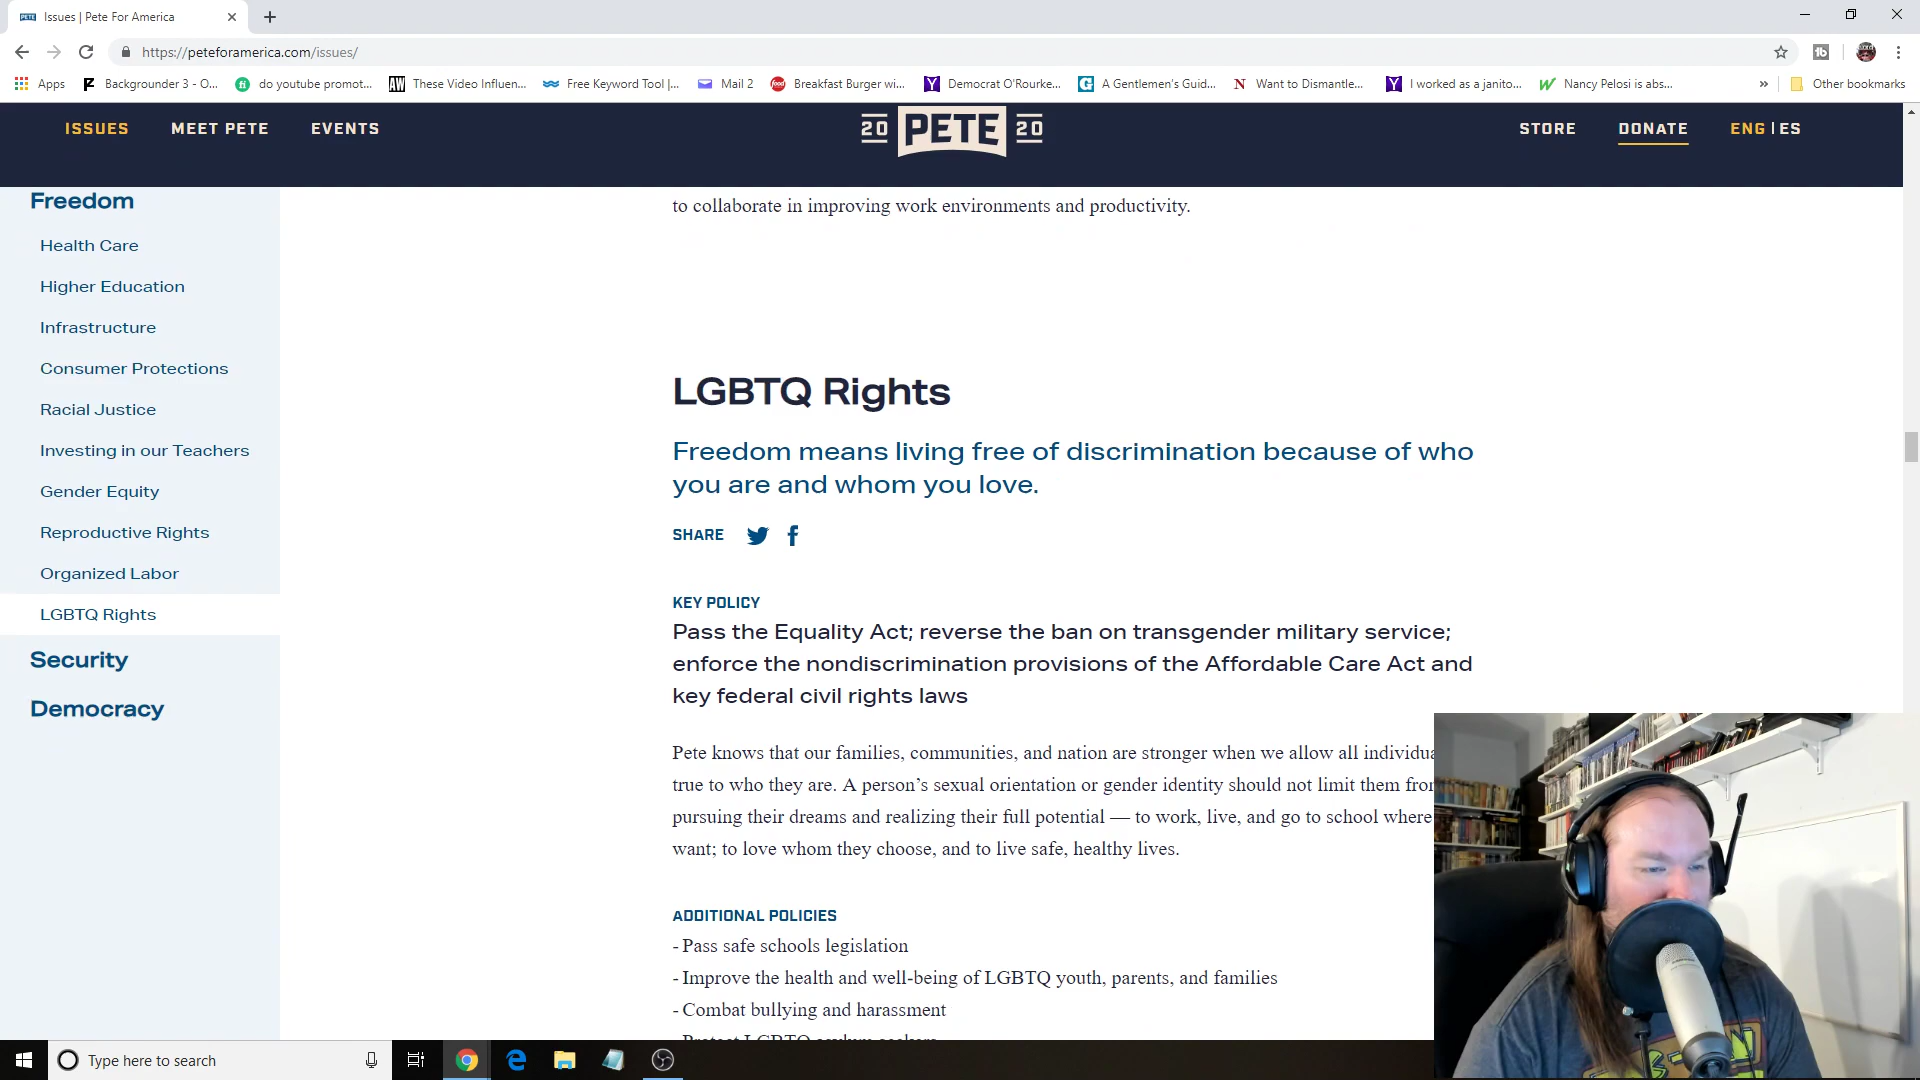 Issues | Pete For America
https://peteforamerica.com/issues/
Apps
Backgrounder 3 - O...
do youtube promot...
These Video Influen...
Free Keyword Tool |...
Mail 2
Breakfast Burger wi...
Democrat O'Rourke...
A Gentlemen's Guid...
Want to Dismantle...
I worked as a janito...
Nancy Pelosi is abs...
»
Other bookmarks
ISSUES
MEET PETE
EVENTS
20 PETE 20
STORE
DONATE
ENG | ES
Freedom
Health Care
Higher Education
Infrastructure
Consumer Protections
Racial Justice
Investing in our Teachers
Gender Equity
Reproductive Rights
Organized Labor
LGBTQ Rights
Security
Democracy
to collaborate in improving work environments and productivity.
LGBTQ Rights
Freedom means living free of discrimination because of who
you are and whom you love.
SHARE
KEY POLICY
Pass the Equality Act; reverse the ban on transgender military service;
enforce the nondiscrimination provisions of the Affordable Care Act and
key federal civil rights laws
Pete knows that our families, communities, and nation are stronger when we allow all
true to who they are. A person's sexual orientation or gender identity should not limit them
pursuing their dreams and realizing their full potential — to work, live, and go to school where
want; to love whom they choose, and to live safe, healthy lives.
ADDITIONAL POLICIES
- Pass safe schools legislation
- Improve the health and well-being of LGBTQ youth, parents, and families
- Combat bullying and harassment
- Protect LGBTQ asylum seekers
Type here to search